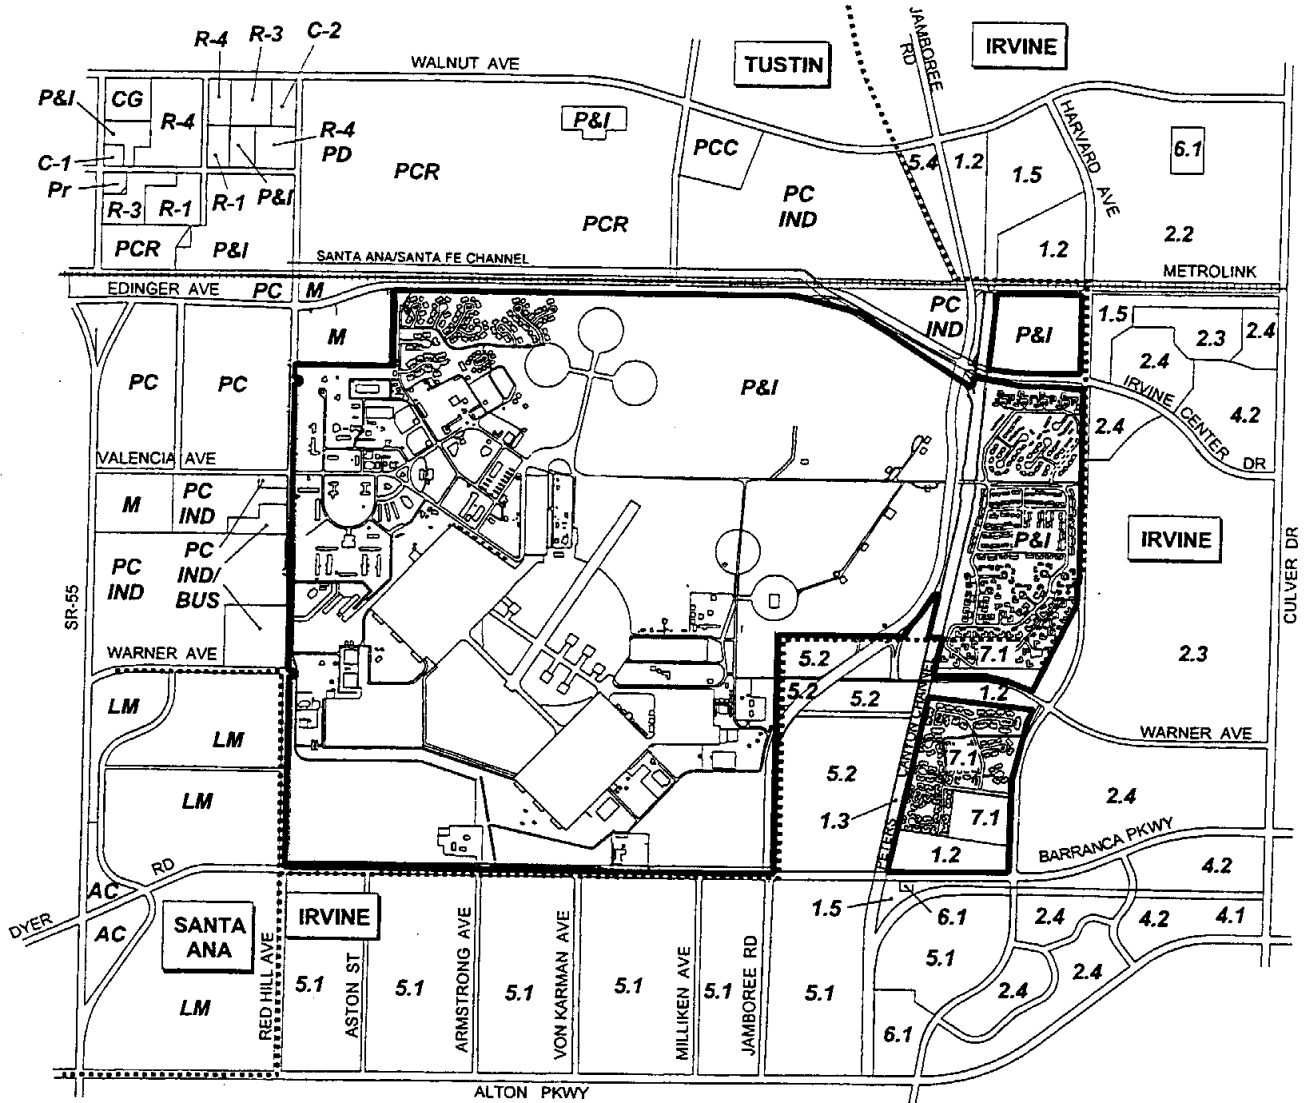 R-4
R-3
C-2
TUSTIN
IRVINE
JAMBOREE
RD
WALNUT AVE
P&I
CG
R-4
C-1
Pr
R-3
R-1
R-1
P&I
R-4
PD
PCR
P&I
PCR
P&I
PCR
PCC
PC
IND
5.4
1.2
1.5
1.2
HARVARD AVE
6.1
2.2
SANTA ANA/SANTA FE CHANNEL
METROLINK
EDINGER AVE
PC
M
M
PC
PC
P&I
PC
IND
P&I
1.5
2.3
2.4
2.4
IRVINE CENTER
DR
4.2
2.4
VALENCIA AVE
M
PC
IND
PC
IND
PC
IND/
BUS
P&I
IRVINE
SR-55
CULVER DR
WARNER AVE
5.2
7.1
2.3
5.2
5.2
1.2
WARNER AVE
LM
LM
LM
5.2
1.3
PETERS
CANYON CHANNEL
7.1
7.1
1.2
2.4
BARRANCA PKWY
4.2
DYER
RD
AC
AC
SANTA
ANA
LM
RED HILL AVE
IRVINE
5.1
ASTON ST
5.1
ARMSTRONG AVE
5.1
VON KARMAN AVE
5.1
MILLIKEN AVE
5.1
JAMBOREE RD
5.1
1.5
6.1
5.1
6.1
2.4
4.2
4.1
2.4
2.4
ALTON PKWY